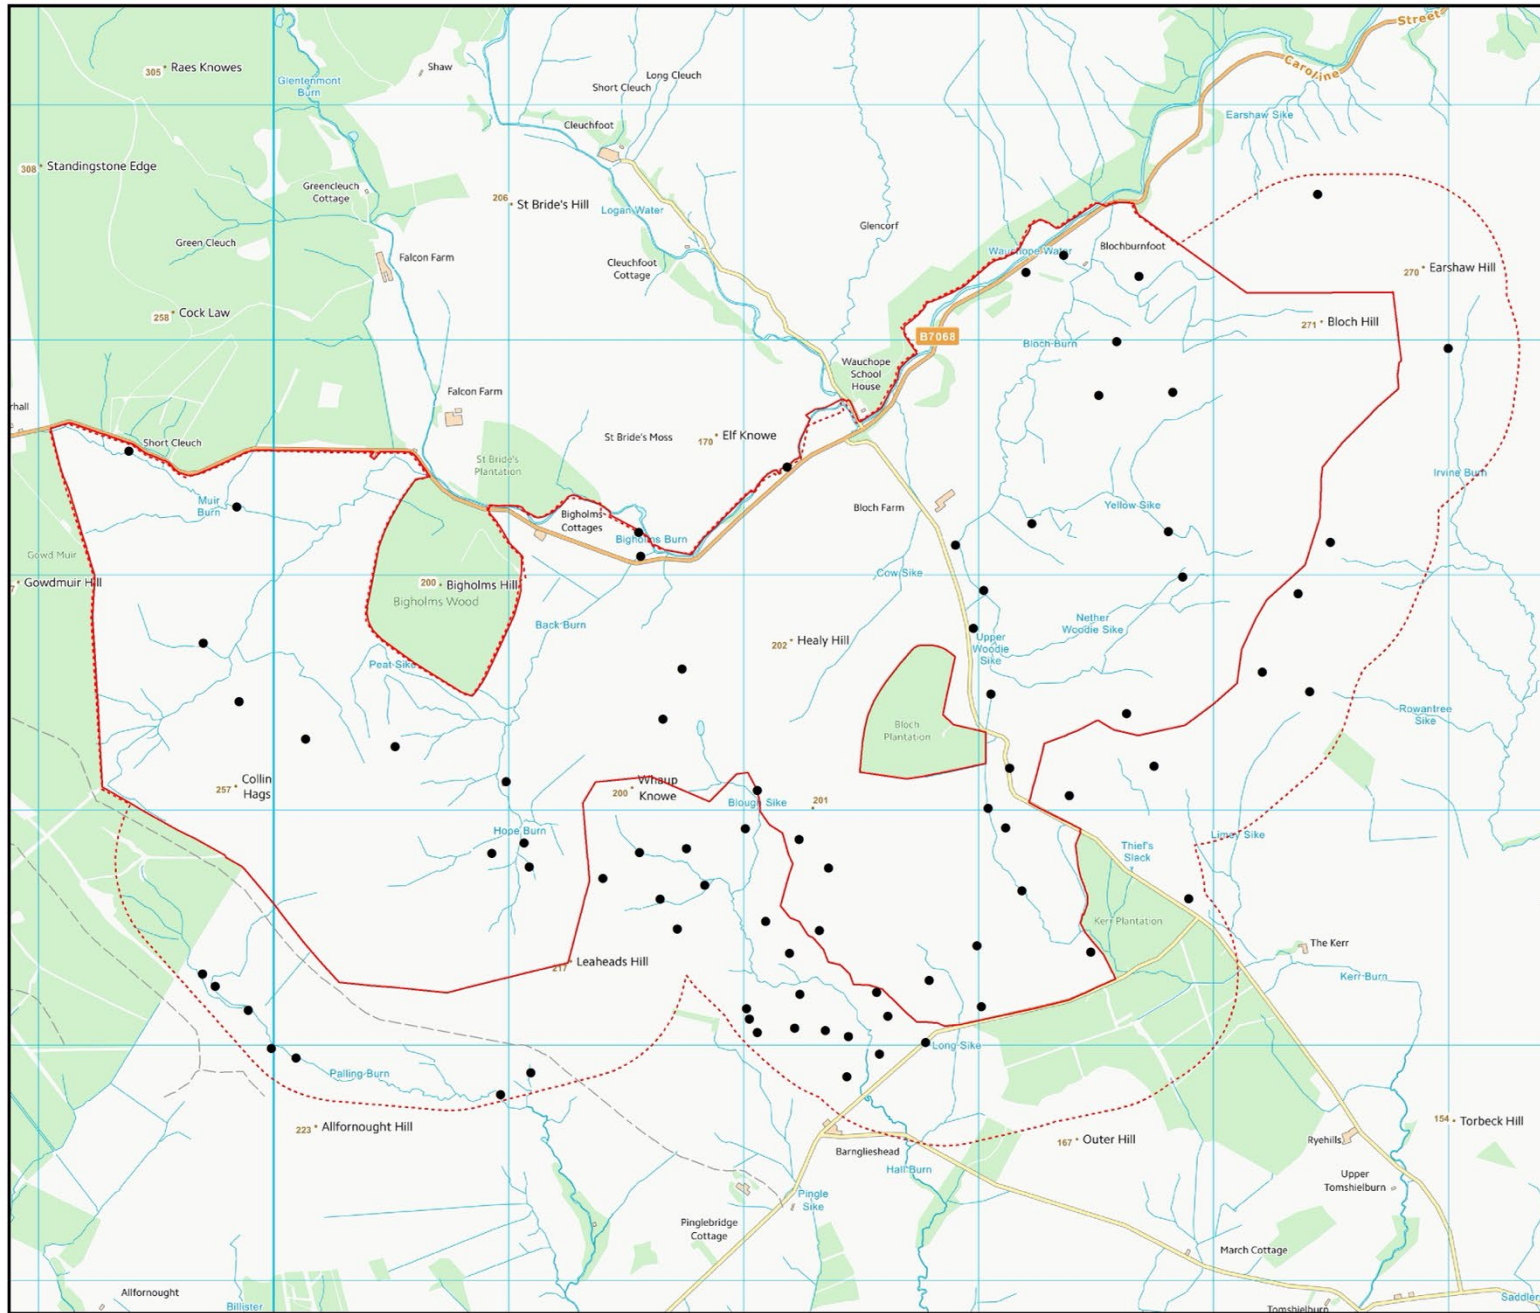 Street
Caroline
305 Raes Knowes
Shaw
Glentenmont
Burn
Long Cleuch
Short Cleuch
Cleuchfoot
Earshaw Sike
308 Standingstone Edge
Greencleuch
Cottage
206 St Bride's Hill
Logan Water
Glencorf
Green Cleuch
Falcon Farm
Cleuchfoot
Cottage
Wauchope Water
Blochburnfoot
270 Earshaw Hill
258 Cock Law
271 Bloch Hill
B7068
Bloch Burn
Wauchope
School
House
Falcon Farm
rhall
Short Cleuch
St Bride's
Plantation
St Bride's Moss
170 Elf Knowe
Irvine Burn
Muir
Burn
Bigholms
Cottages
Bigholms Burn
Bloch Farm
Yellow Sike
Gowd Muir
7 Gowdmuir Hill
200 Bigholms Hill
Bigholms Wood
Cow Sike
Back Burn
Nether
Woodie Sike
202 Healy Hill
Upper
Woodie
Sike
Peat Sike
Rowantree
Sike
Bloch
Plantation
257 Collin
Hags
200 Whaup
Knowe
Blough Sike
201
Hope Burn
Limey Sike
Thief's
Slack
Kerr Plantation
The Kerr
217 Leaheads Hill
Kerr Burn
Long Sike
Palling Burn
223 Allfornought Hill
167 Outer Hill
154 Torbeck Hill
Barnglieshead
Ryehills
Hall Burn
Upper
Tomshielburn
Pingle
Sike
Pinglebridge
Cottage
March Cottage
Allfornought
Billister
Saddler
Tomshielburn